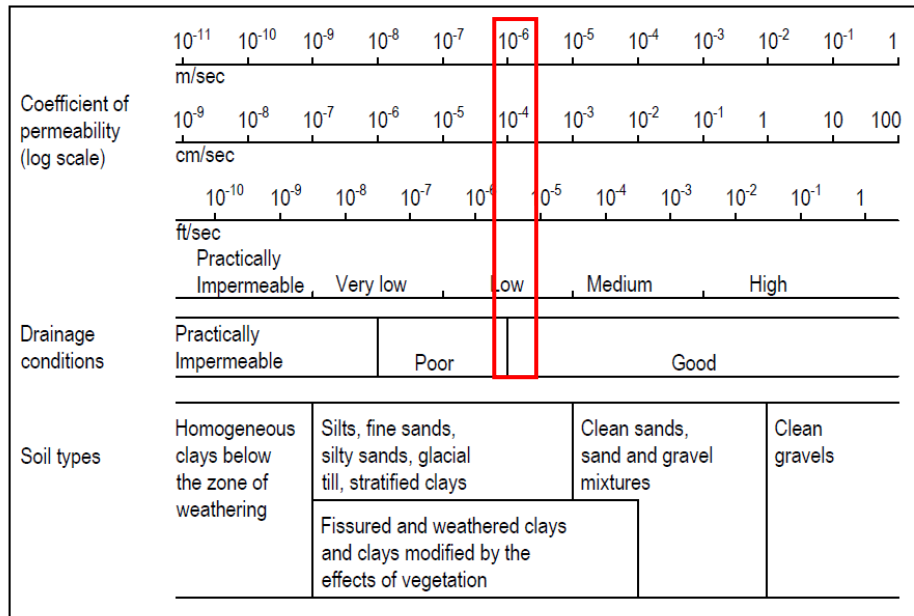 10-11 10-10 10-9 10-8 10-7 10-6 10-5 10-4 10-3 10-2 10-1 1
m/sec
Coefficient of
permeability
(log scale)
10-9 10-8 10-7 10-6 10-5 10-4 10-3 10-2 10-1 1 10 100
cm/sec
10-10 10-9 10-8 10-7 10-6 10-5 10-4 10-3 10-2 10-1 1
ft/sec
Practically
Impermeable Very low Low Medium High
Drainage
conditions
Practically
Impermeable
Poor
Good
Soil types
Homogeneous
clays below
the zone of
weathering
Silts, fine sands,
silty sands, glacial
till, stratified clays
Clean sands,
sand and gravel
mixtures
Clean
gravels
Fissured and weathered clays
and clays modified by the
effects of vegetation